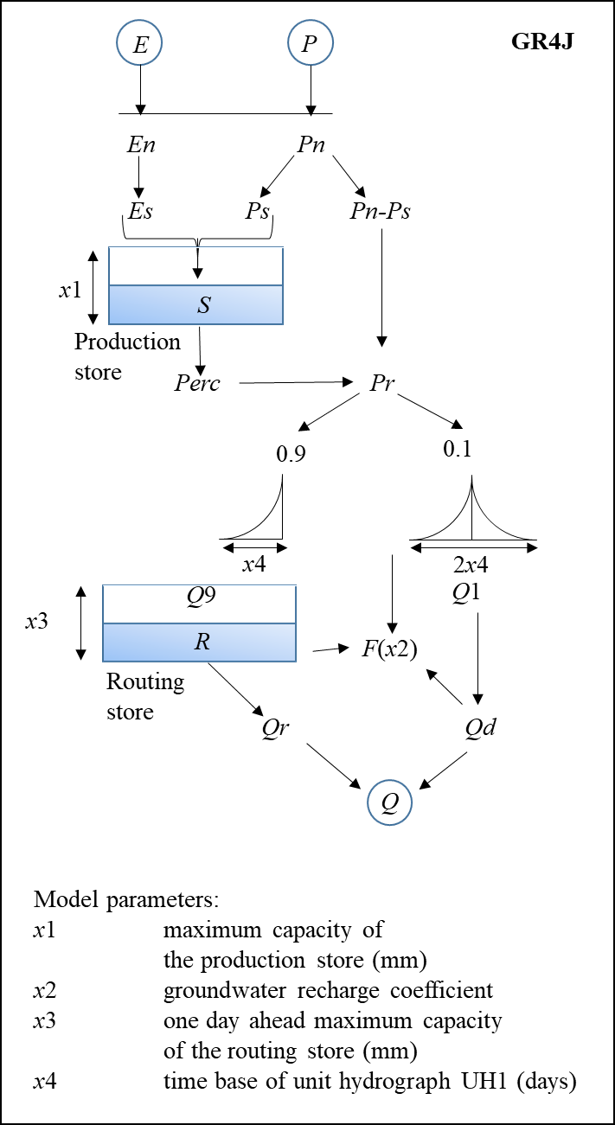 GR4J
E P
En Pn
Es Ps Pn-Ps
x1
S
Production
store
Perc Pr
0.9 0.1
x4 2x4
Q9 Q1
x3
R F(x2)
Routing
store
Qr Qd
Q
Model parameters:
x1 maximum capacity of
the production store (mm)
x2 groundwater recharge coefficient
x3 one day ahead maximum capacity
of the routing store (mm)
x4 time base of unit hydrograph UH1 (days)